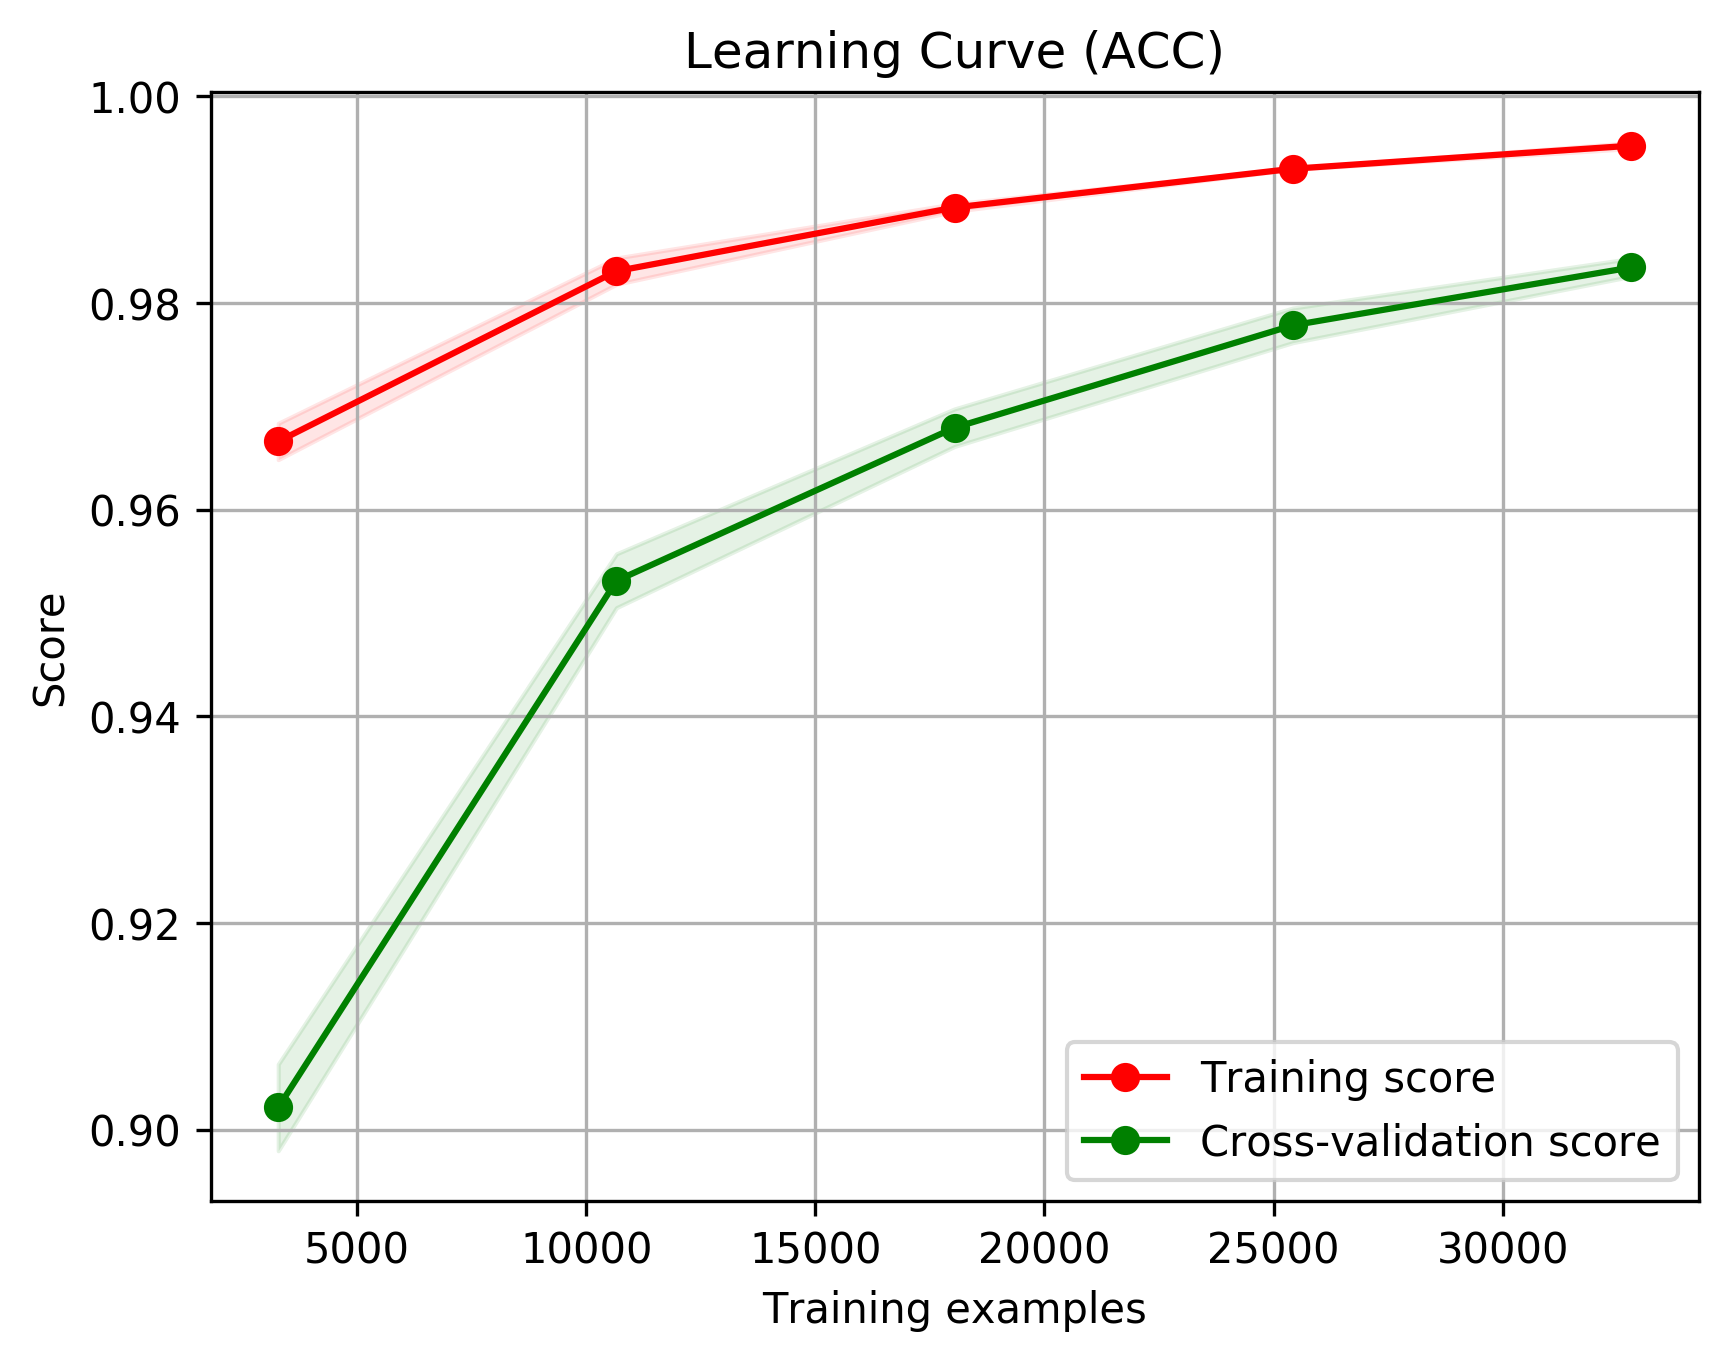 Learning Curve (ACC)
1.00
0.98
0.96
0.94
0.92
0.90
Score
5000 10000 15000 20000 25000 30000
Training examples
Training score
Cross-validation score